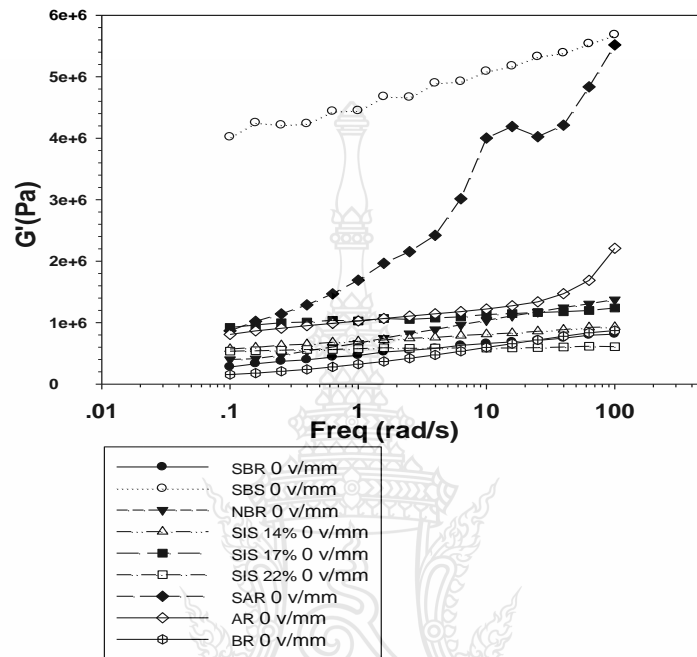 6e+6
5e+6
4e+6
3e+6
2e+6
1e+6
0
G'(Pa)
.01 .1 1 10 100
Freq (rad/s)
SBR 0 v/mm
SBS 0 v/mm
NBR 0 v/mm
SIS 14% 0 v/mm
SIS 17% 0 v/mm
SIS 22% 0 v/mm
SAR 0 v/mm
AR 0 v/mm
BR 0 v/mm